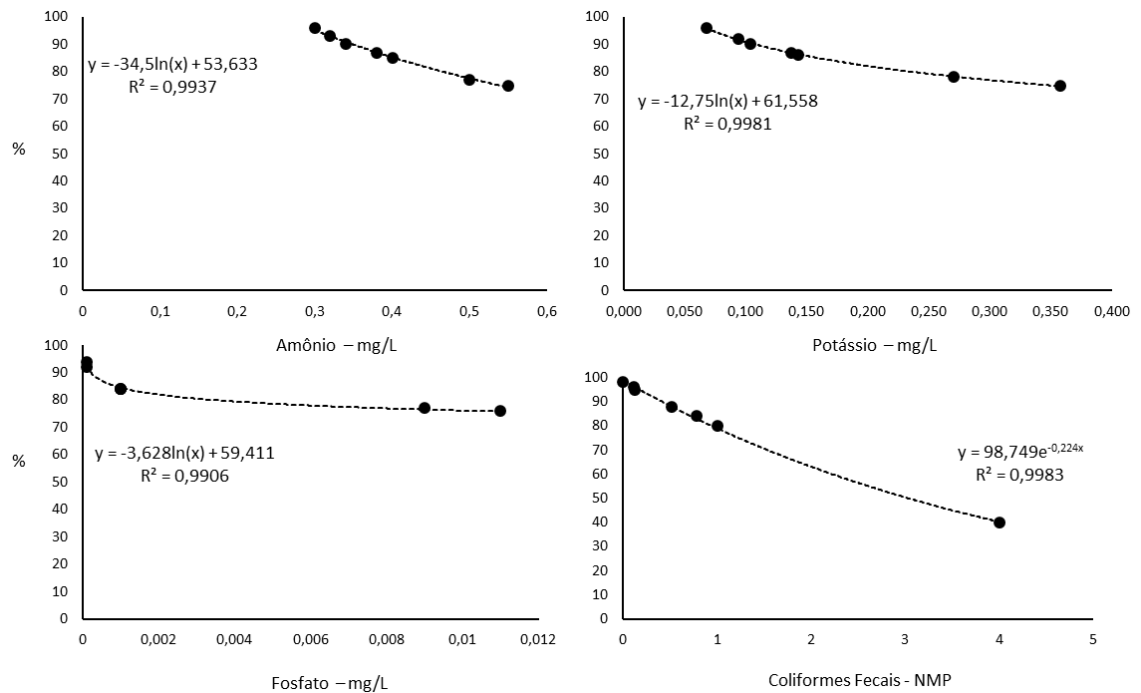 100
90
80
70
60
50
40
30
20
10
0
%
y = -34,5ln(x) + 53,633
R² = 0,9937
0 0,1 0,2 0,3 0,4 0,5 0,6
Amônio – mg/L
100
90
80
70
60
50
40
30
20
10
0
y = -12,75ln(x) + 61,558
R² = 0,9981
0,000 0,050 0,100 0,150 0,200 0,250 0,300 0,350 0,400
Potássio – mg/L
100
90
80
70
60
50
40
30
20
10
0
%
y = -3,628ln(x) + 59,411
R² = 0,9906
0 0,002 0,004 0,006 0,008 0,01 0,012
Fosfato – mg/L
100
90
80
70
60
50
40
30
20
10
0
y = 98,749e^-0,224x
R² = 0,9983
0 1 2 3 4 5
Coliformes Fecais - NMP